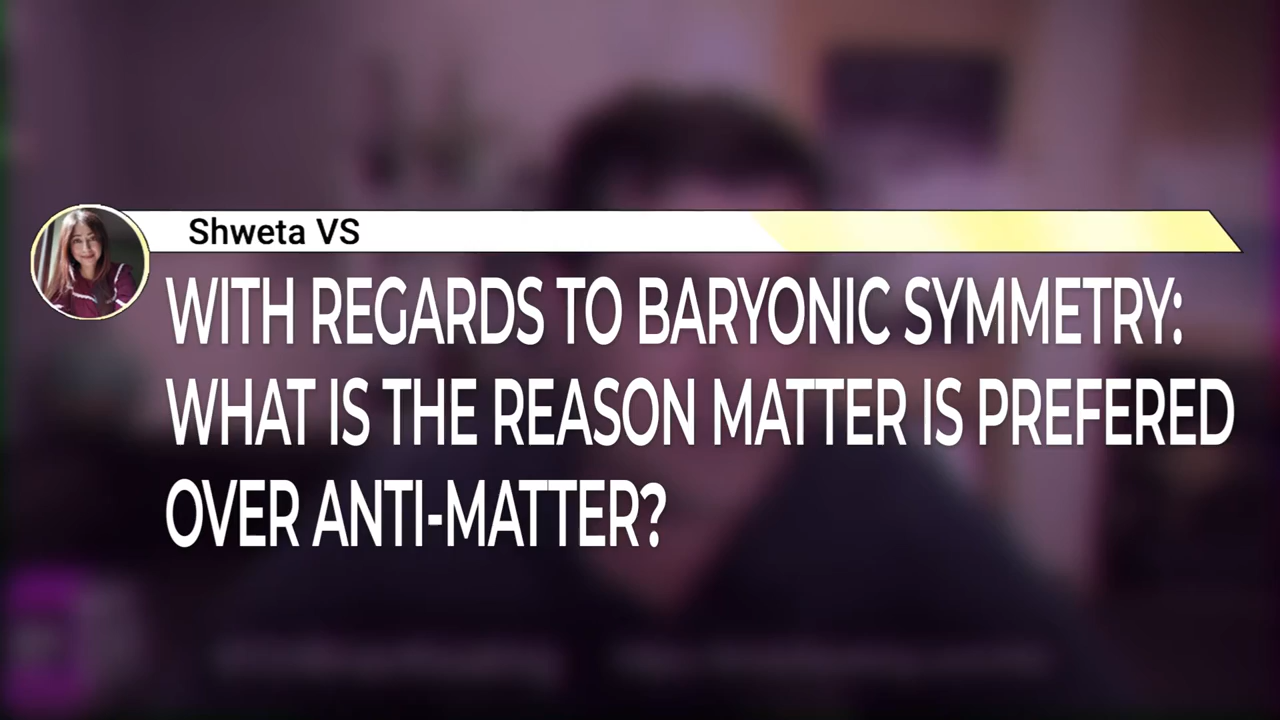 Shweta VS
WITH REGARDS TO BARYONIC SYMMETRY:
WHAT IS THE REASON MATTER IS PREFERED
OVER ANTI-MATTER?